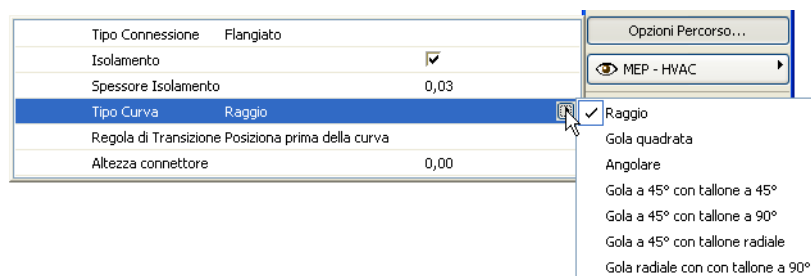 Tipo Connessione Flangiato
Isolamento
Spessore Isolamento 0,03
Tipo Curva Raggio
Regola di Transizione Posiziona prima della curva
Altezza connettore 0,00
Opzioni Percorso...
MEP - HVAC
Raggio
Gola quadrata
Angolare
Gola a 45° con tallone a 45°
Gola a 45° con tallone a 90°
Gola a 45° con tallone radiale
Gola radiale con con tallone a 90°